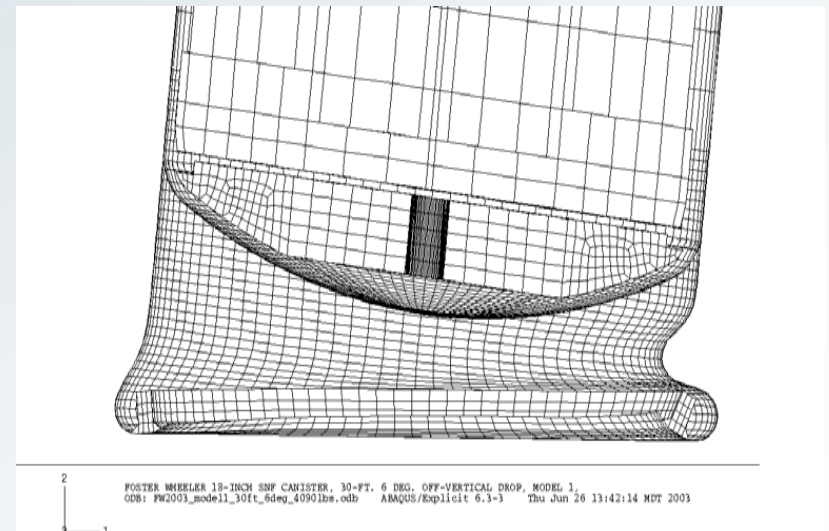 2
FOSTER WHEELER 18-INCH SNF CANISTER, 30-FT. 6 DEG. OFF-VERTICAL DROP, MODEL 1,
ODB: FW2003_model1_30ft_6deg_4090lbs.odb ABAQUS/Explicit 6.3-3 Thu Jun 26 13:42:14 MDT 2003
3 1